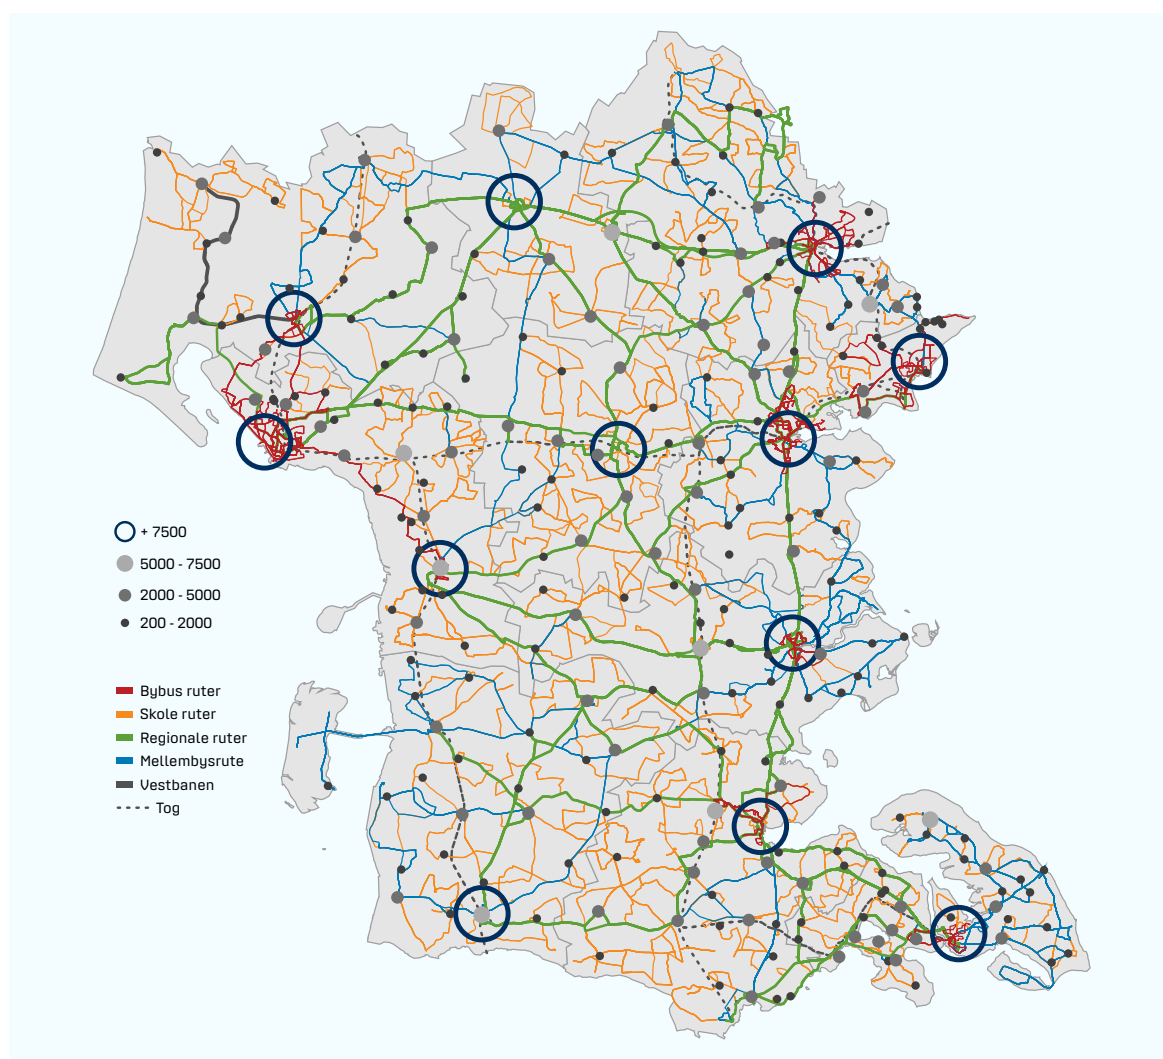 + 7500
5000 - 7500
2000 - 5000
200 - 2000
Bybus ruter
Skole ruter
Regionale ruter
Mellembysrute
Vestbanen
Tog